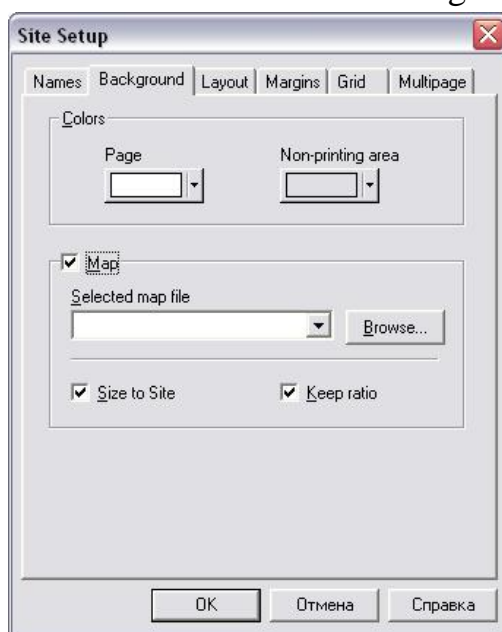 Site Setup
Names Background Layout Margins Grid Multipage
Colors
Page Non-printing area
Map
Selected map file
Browse...
Size to Site Keep ratio
OK Отмена Справка